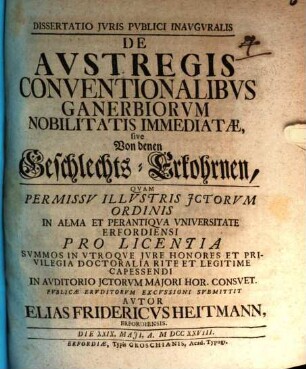 DISSERTATIO JVRIS PVBLICI INAVGVRALIS
DE
AVSTREGIS
CONVENTIONALIBVS
GANERBIORVM
NOBILITATIS IMMEDIATÆ,
sive
Von denen
Geschlechts-Erkohrnen,
QVAM
PERMISSV ILLVSTRIS JCTORVM
ORDINIS
IN ALMA ET PERANTIQVA VNIVERSITATE
ERFORDIENSI
PRO LICENTIA
SVMMOS IN VTROQVE JVRE HONORES ET PRI-
VILEGIA DOCTORALIA RITE ET LEGITIME
CAPESSENDI
IN AVDITORIO JCTORVM MAJORI HOR. CONSVET.
PVBLICÆ ERVDITORVM EXCVSSIONI SVBMITTIT
AVTOR
ELIAS FRIDERICVS HEITMANN,
ERFORDIENSIS.
DIE XXIX. MAJI, A. M DCC XXVIII.
ERFORDIÆ, Typis GROSCHIANIS, Acad. Typogr.